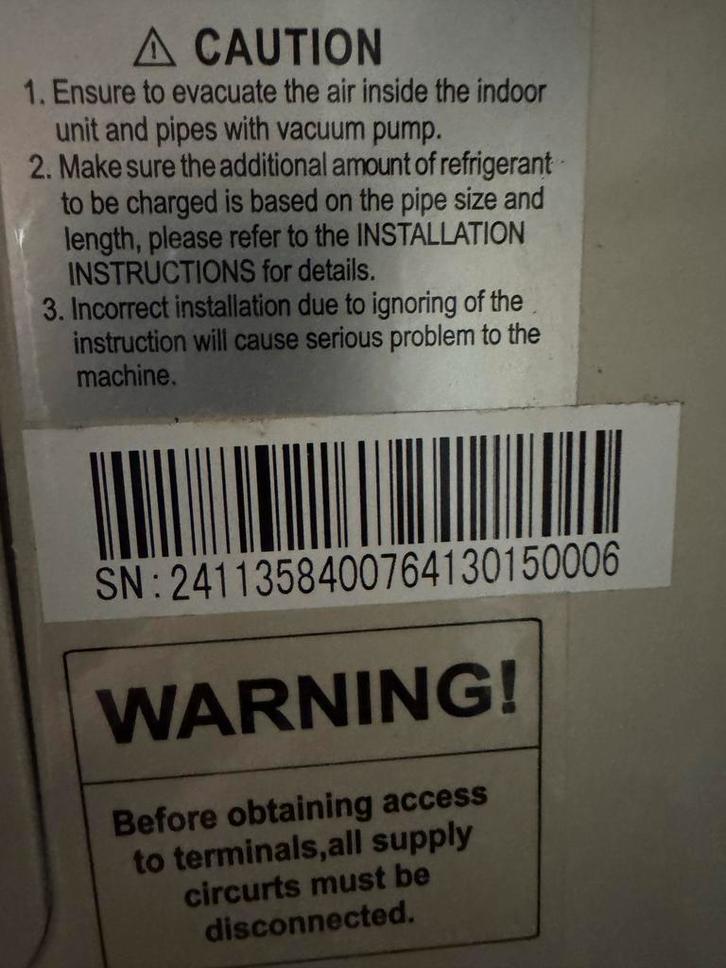 ⚠ CAUTION
1. Ensure to evacuate the air inside the indoor
unit and pipes with vacuum pump.
2. Make sure the additional amount of refrigerant
to be charged is based on the pipe size and
length, please refer to the INSTALLATION
INSTRUCTIONS for details.
3. Incorrect installation due to ignoring of the
instruction will cause serious problem to the
machine.
SN:2411358400764130150006
WARNING!
Before obtaining access
to terminals,all supply
circurts must be
disconnected.